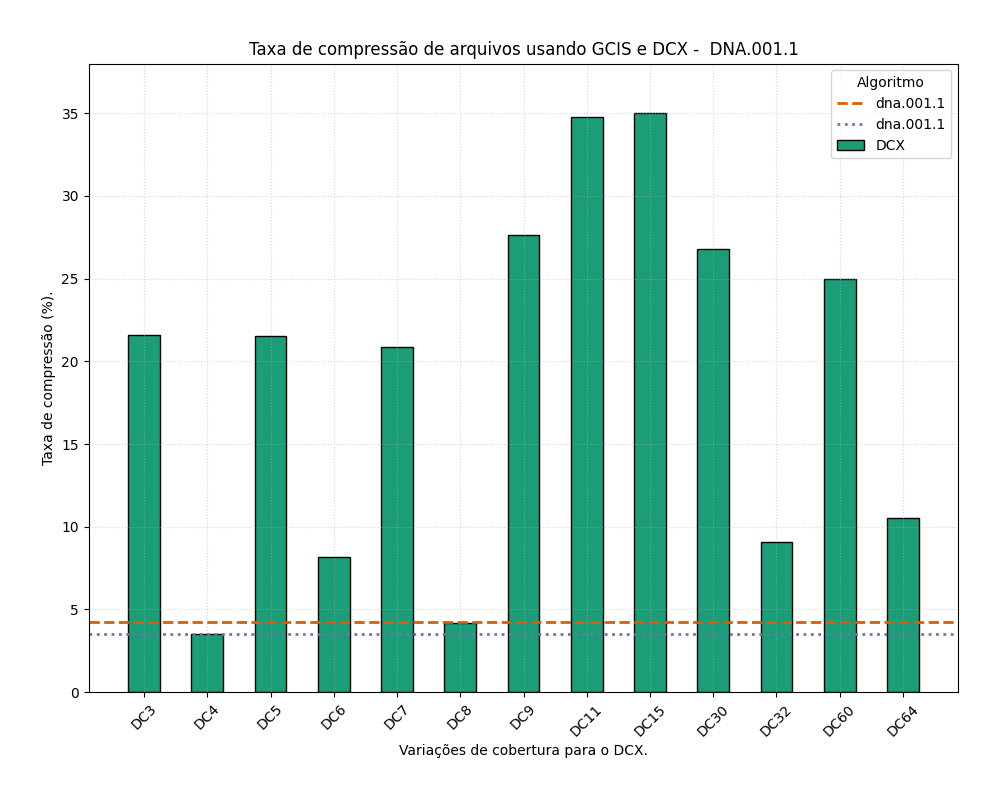 Taxa de compressão de arquivos usando GCIS e DCX -  DNA.001.1
Algoritmo
dna.001.1
dna.001.1
DCX
Taxa de compressão (%).
35
30
25
20
15
10
5
0
DC3
DC4
DC5
DC6
DC7
DC8
DC9
DC11
DC15
DC30
DC32
DC60
DC64
Variações de cobertura para o DCX.